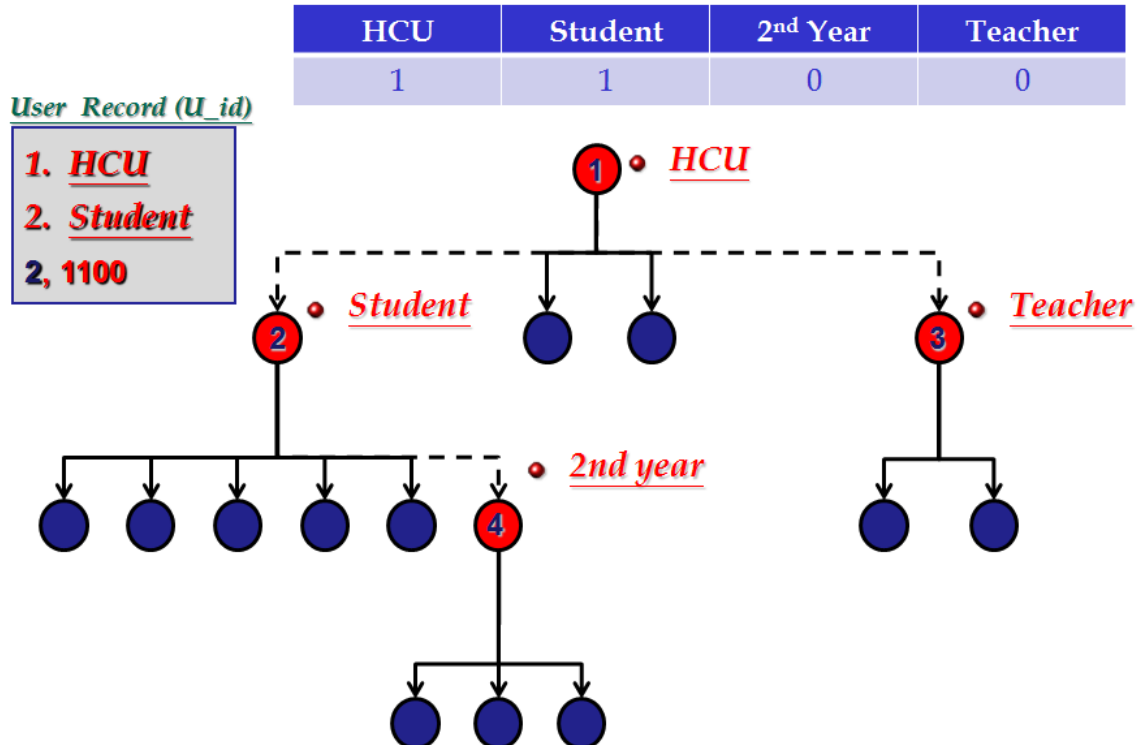 HCU Student 2nd Year Teacher
1 1 0 0
User Record (U_id)
1. HCU
2. Student
2, 1100
1 HCU
2 Student
3 Teacher
2nd year
4